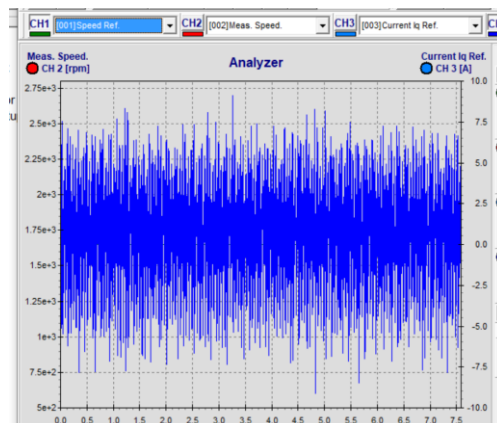 CH1 [001]Speed Ref. CH2 [002]Meas. Speed. CH3 [003]Current Iq Ref.
Meas. Speed. Analyzer Current Iq Ref.
CH 2 [rpm] CH 3 [A]
2.75e+3 10.0
2.5e+3 7.5
2.25e+3 5.0
2e+3 2.5
1.75e+3 0.0
1.5e+3 -2.5
1.25e+3 -5.0
1e+3 -7.5
7.5e+2 -10.0
5e+2
0.0 0.5 1.0 1.5 2.0 2.5 3.0 3.5 4.0 4.5 5.0 5.5 6.0 6.5 7.0 7.5